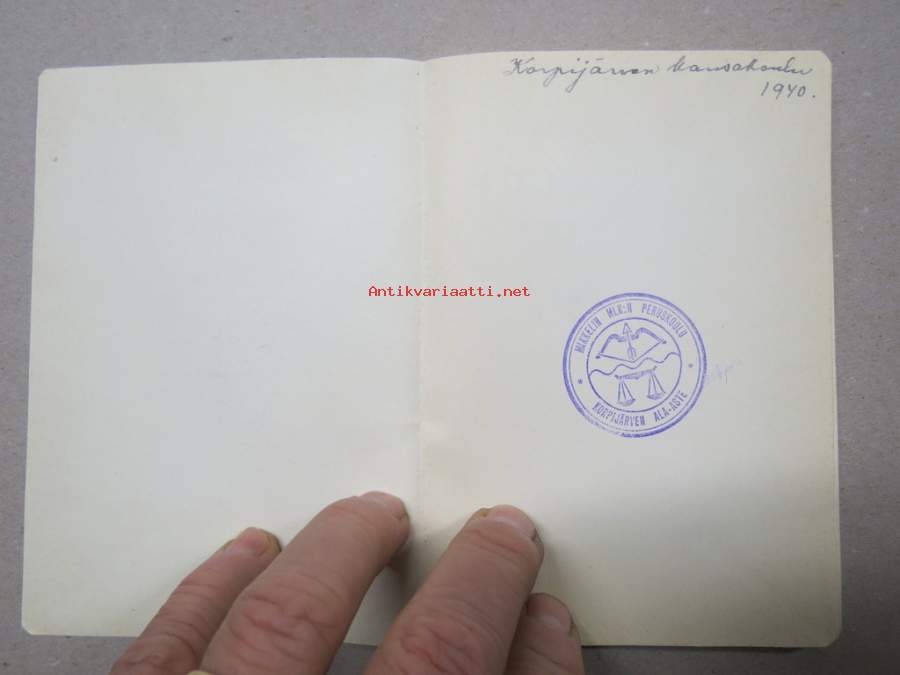 Korpijärven kansakoulu
1940.
Antikvariaatti.net
MIKKELIN MLK:N PERUSKOULU
* KORPIJÄRVEN ALA-ASTE *